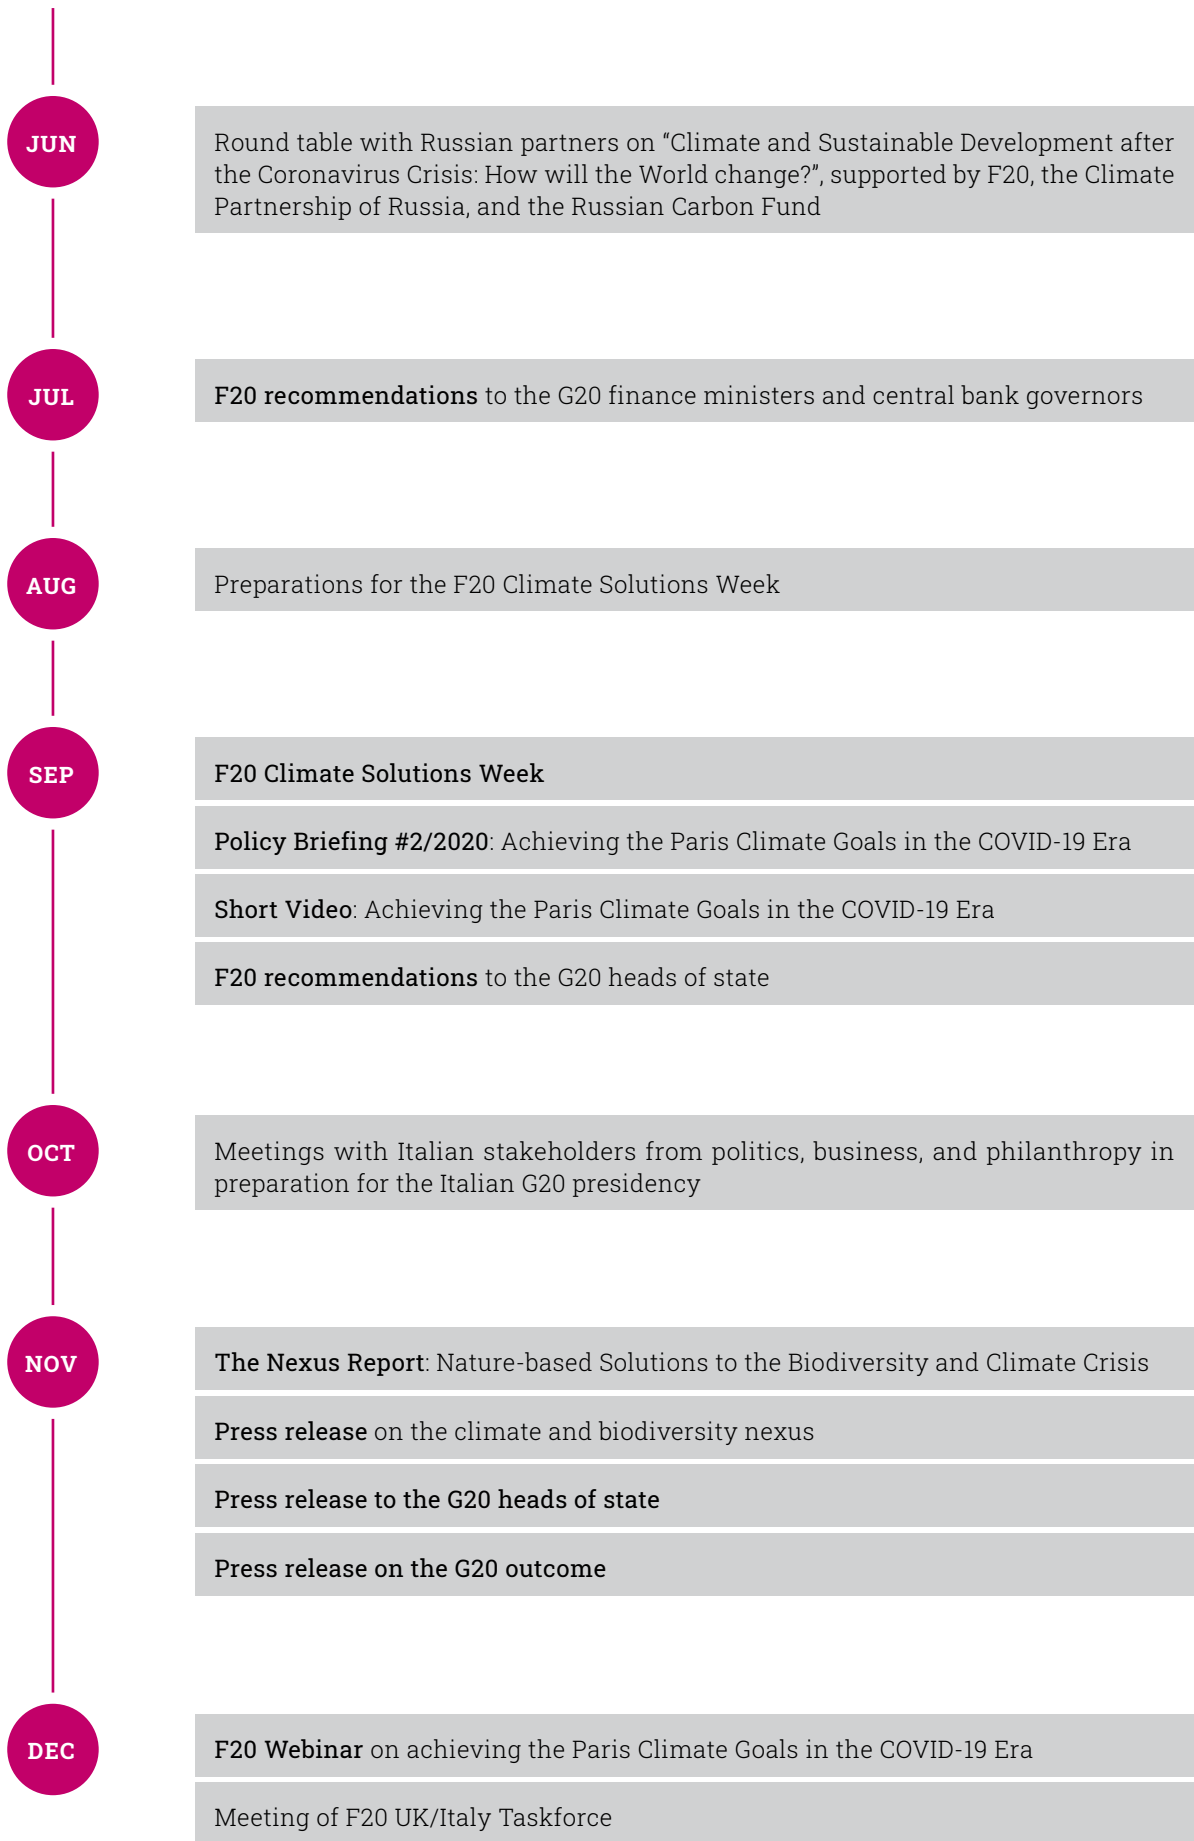 JUN
Round table with Russian partners on “Climate and Sustainable Development after
the Coronavirus Crisis: How will the World change?”, supported by F20, the Climate
Partnership of Russia, and the Russian Carbon Fund
JUL
F20 recommendations to the G20 finance ministers and central bank governors
AUG
Preparations for the F20 Climate Solutions Week
SEP
F20 Climate Solutions Week
Policy Briefing #2/2020: Achieving the Paris Climate Goals in the COVID-19 Era
Short Video: Achieving the Paris Climate Goals in the COVID-19 Era
F20 recommendations to the G20 heads of state
OCT
Meetings with Italian stakeholders from politics, business, and philanthropy in
preparation for the Italian G20 presidency
NOV
The Nexus Report: Nature-based Solutions to the Biodiversity and Climate Crisis
Press release on the climate and biodiversity nexus
Press release to the G20 heads of state
Press release on the G20 outcome
DEC
F20 Webinar on achieving the Paris Climate Goals in the COVID-19 Era
Meeting of F20 UK/Italy Taskforce